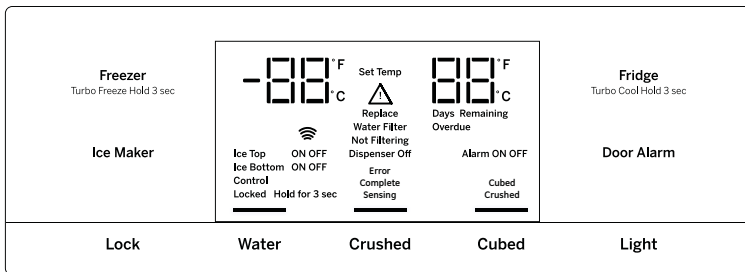 -88°F °C
Set Temp
88°F °C
Freezer
Turbo Freeze Hold 3 sec
Fridge
Turbo Cool Hold 3 sec
Replace
Water Filter
Not Filtering
Dispenser Off
Days Remaining
Overdue
Ice Maker
Ice Top ON OFF
Ice Bottom ON OFF
Control
Locked Hold for 3 sec
Error
Complete
Sensing
Alarm ON OFF
Cubed
Crushed
Door Alarm
Lock
Water
Crushed
Cubed
Light